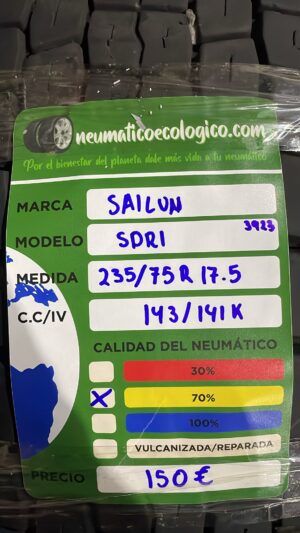 neumaticoecologico.com
Por el bienestar del planeta dale más vida a tu neumático
MARCA SAILUN
MODELO SDR1 3923
MEDIDA 235/75 R 17.5
C.C/IV 143/141K
CALIDAD DEL NEUMÁTICO
30%
X 70%
100%
VULCANIZADA/REPARADA
PRECIO 150 €